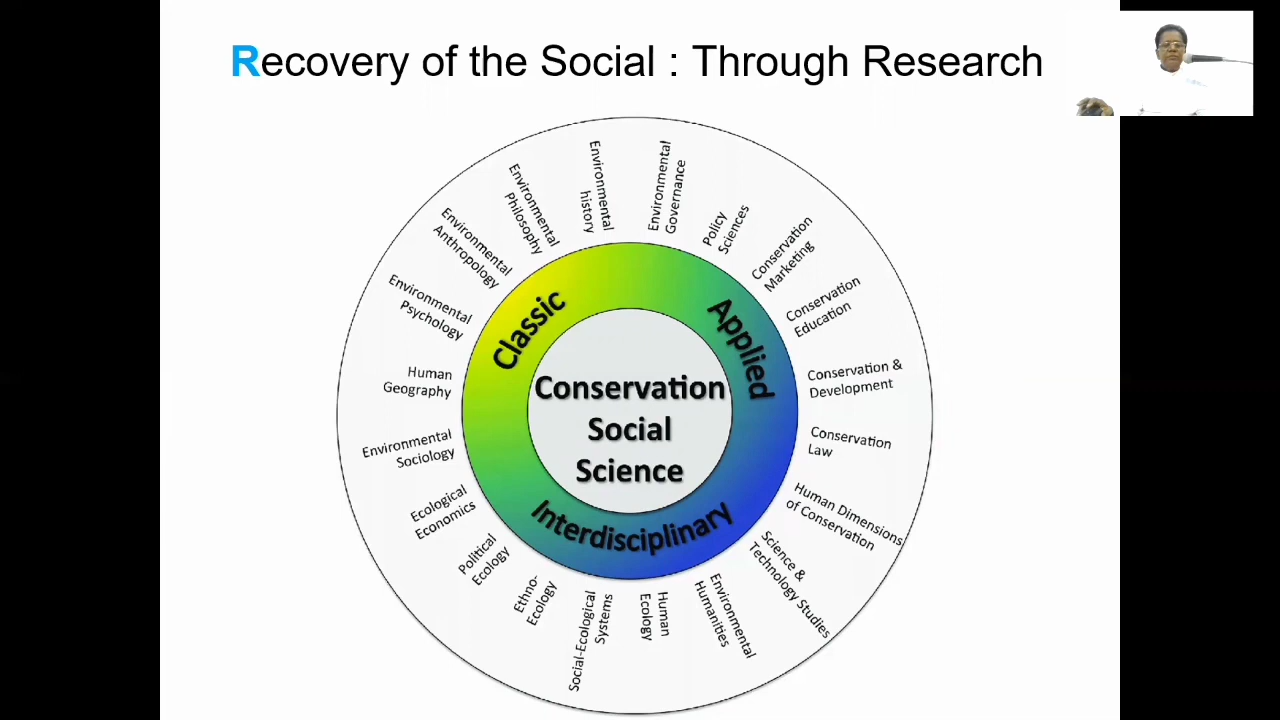 Recovery of the Social : Through Research
Environmental
history
Environmental
Governance
Policy
Sciences
Conservation
Marketing
Conservation
Education
Conservation &
Development
Conservation
Law
Human Dimensions
of Conservation
Science &
Technology Studies
Environmental
Humanities
Human
Ecology
Social-Ecological
Systems
Ethno-
Ecology
Political
Ecology
Ecological
Economics
Environmental
Sociology
Human
Geography
Environmental
Psychology
Environmental
Anthropology
Environmental
Philosophy
Classic
Applied
Interdisciplinary
Conservation
Social
Science